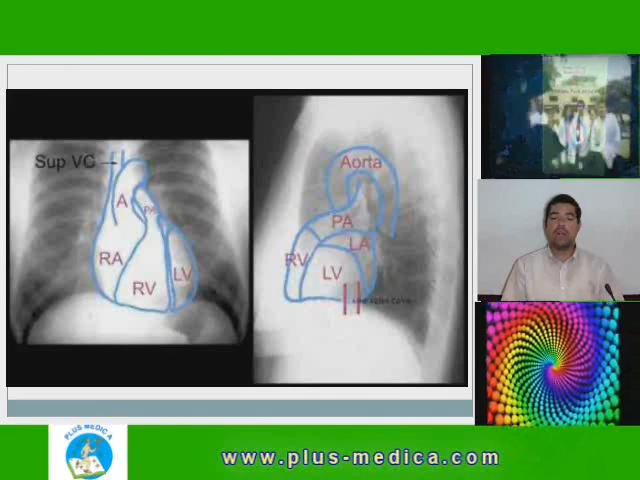 Sup VC
A
PA
RA
RV
LV
Aorta
PA
LA
RV
LV
PLUS MEDICA
www.plus-medica.com